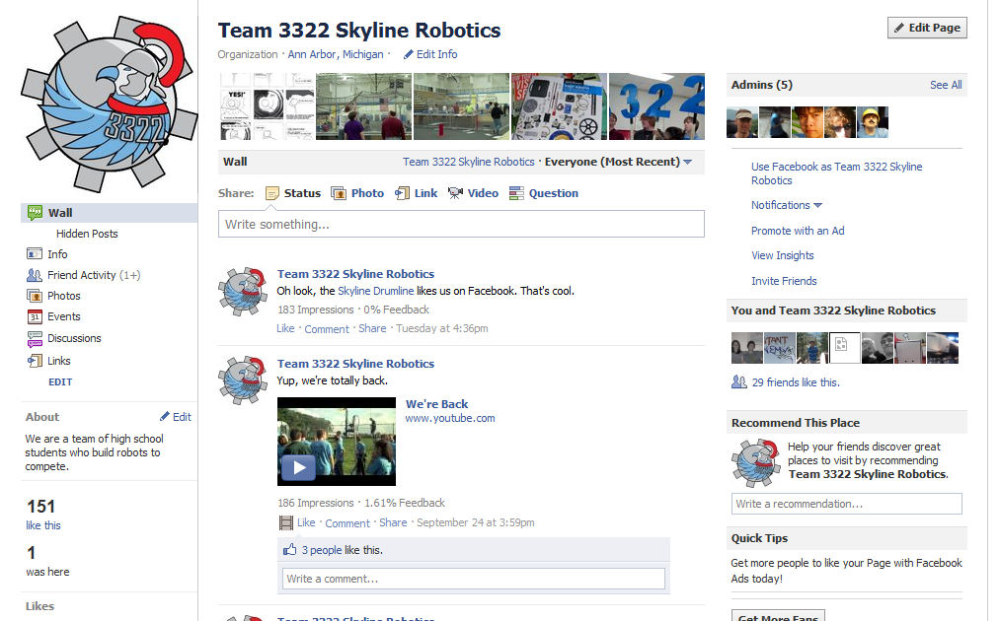 3322
Wall
Hidden Posts
Info
Friend Activity (1+)
Photos
31 Events
Discussions
Links
EDIT
About
Edit
We are a team of high school
students who build robots to
compete.
151
like this
1
was here
Likes
Team 3322 Skyline Robotics
Organization · Ann Arbor, Michigan · Edit Info
YES!
322
Wall
Team 3322 Skyline Robotics · Everyone (Most Recent)
Share: Status Photo Link Video Question
Write something...
Team 3322 Skyline Robotics
Oh look, the Skyline Drumline likes us on Facebook. That's cool.
183 Impressions · 0% Feedback
Like · Comment · Share · Tuesday at 4:36pm
Team 3322 Skyline Robotics
Yup, we're totally back.
We're Back
www.youtube.com
186 Impressions · 1.61% Feedback
Like · Comment · Share · September 24 at 3:59pm
3 people like this.
Write a comment...
Team 3322 Skyline Robotics
Edit Page
Admins (5)
See All
Use Facebook as Team 3322 Skyline
Robotics
Notifications
Promote with an Ad
View Insights
Invite Friends
You and Team 3322 Skyline Robotics
29 friends like this.
Recommend This Place
Help your friends discover great
places to visit by recommending
Team 3322 Skyline Robotics.
Write a recommendation...
Quick Tips
Get more people to like your Page with Facebook
Ads today!
Get More Fans